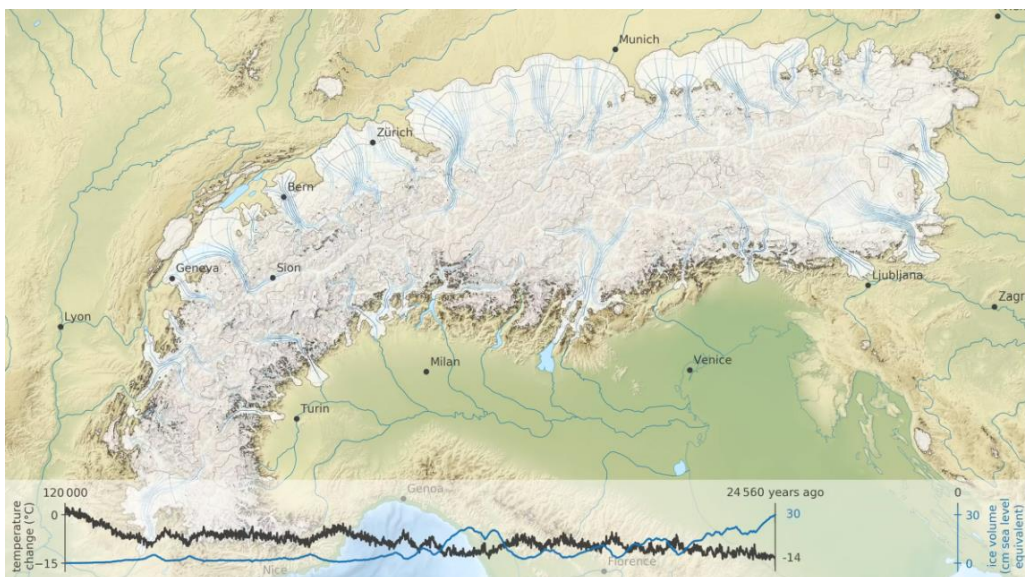 Munich
Zürich
Bern
Geneva
Sion
Ljubljana
Zagr
Lyon
Venice
Milan
Turin
120 000
24 560 years ago
0
Genoa
0
30
30
temperature
change (°C)
ice volume
(cm sea level
equivalent)
-14
−15
0
Nice
Florence